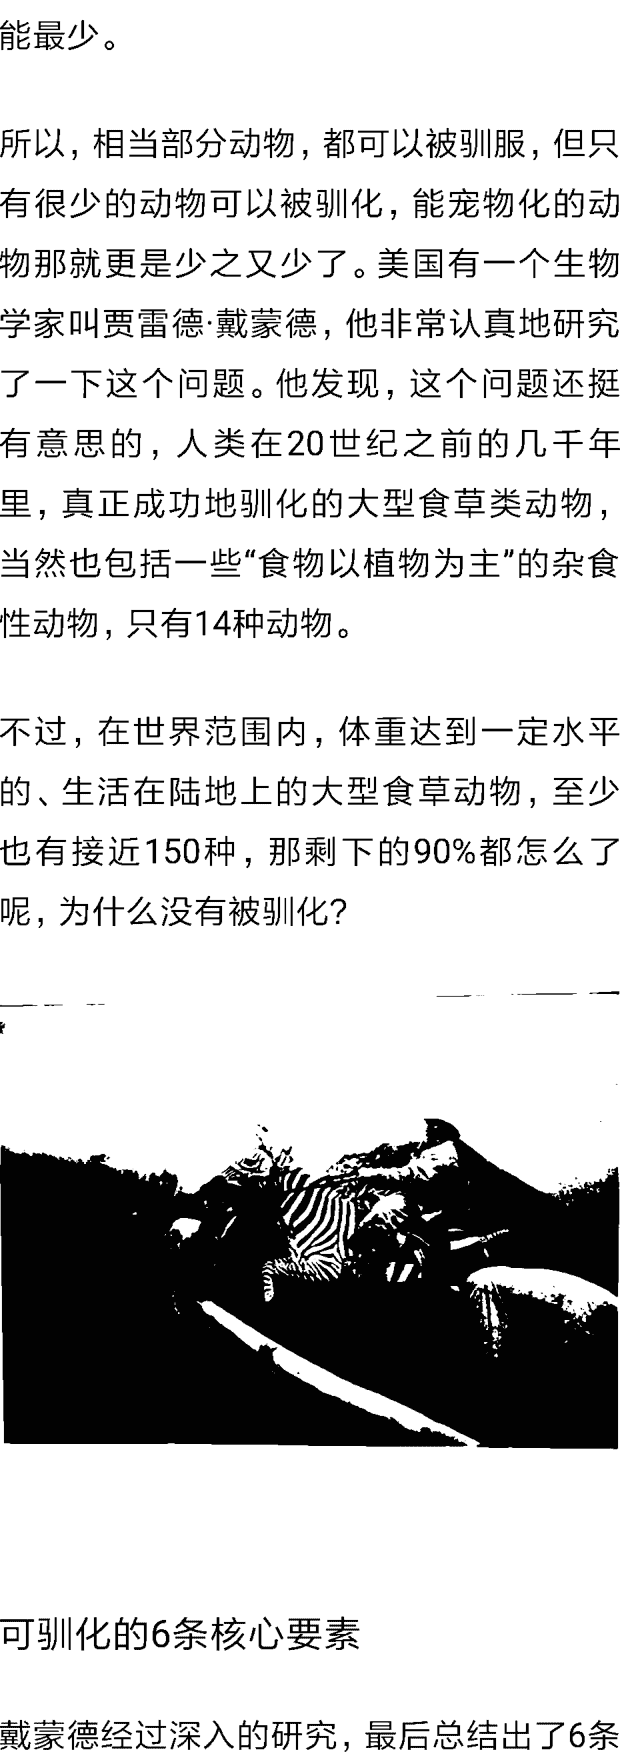 能最少。
所以，相当部分动物，都可以被驯服，但只
有很少的动物可以被驯化，能宠物化的动
物那就更是少之又少了。美国有一个生物
学家叫贾雷德·戴蒙德，他非常认真地研究
了一下这个问题。他发现，这个问题还挺
有意思的，人类在20世纪之前的几千年
里，真正成功地驯化的大型食草类动物，
当然也包括一些“食物以植物为主”的杂食
性动物，只有14种动物。
不过，在世界范围内，体重达到一定水平
的、生活在陆地上的大型食草动物，至少
也有接近150种，那剩下的90%都怎么了
呢，为什么没有被驯化？
可驯化的6条核心要素
戴蒙德经过深入的研究，最后总结出了6条